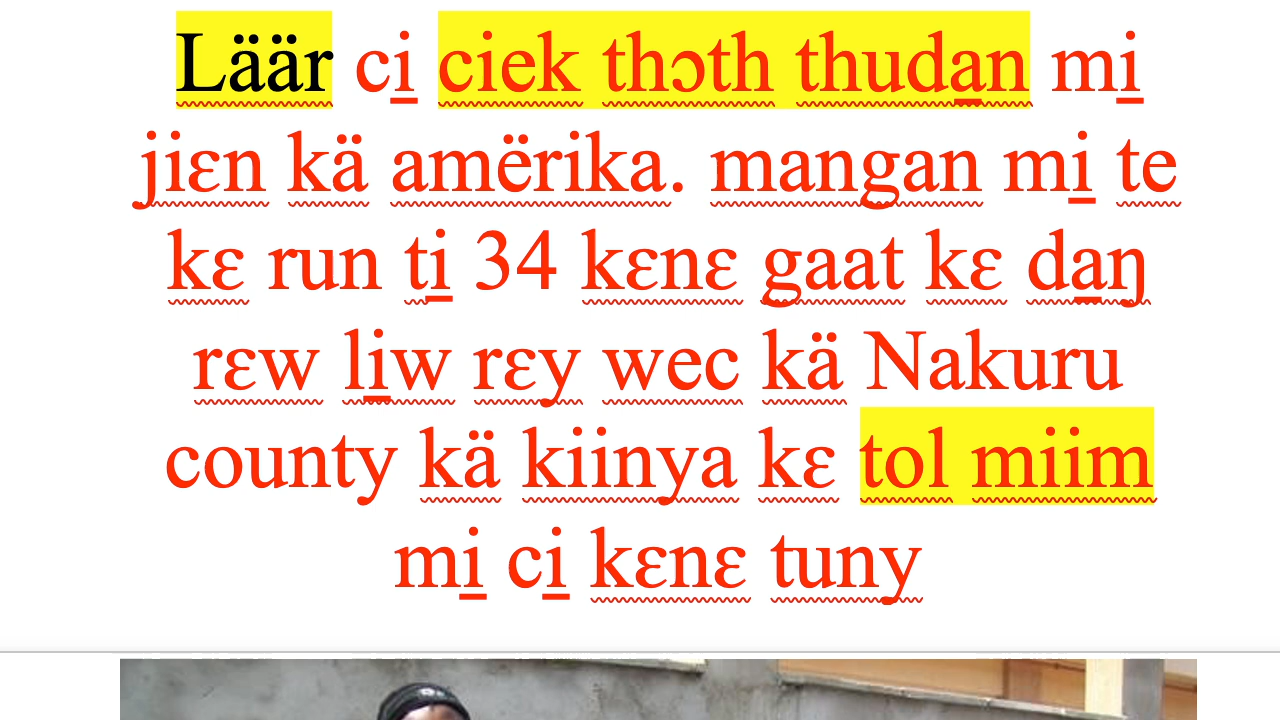 Läär ci̱ ciek thɔth thuda̱n mi̱
jiɛn kä amërika. mangan mi̱ te
kɛ run ti̱ 34 kɛnɛ gaat kɛ da̱ŋ
rɛw li̱w rɛy wec kä Nakuru
county kä kiinya kɛ tol miim
mi̱ ci̱ kɛnɛ tuny